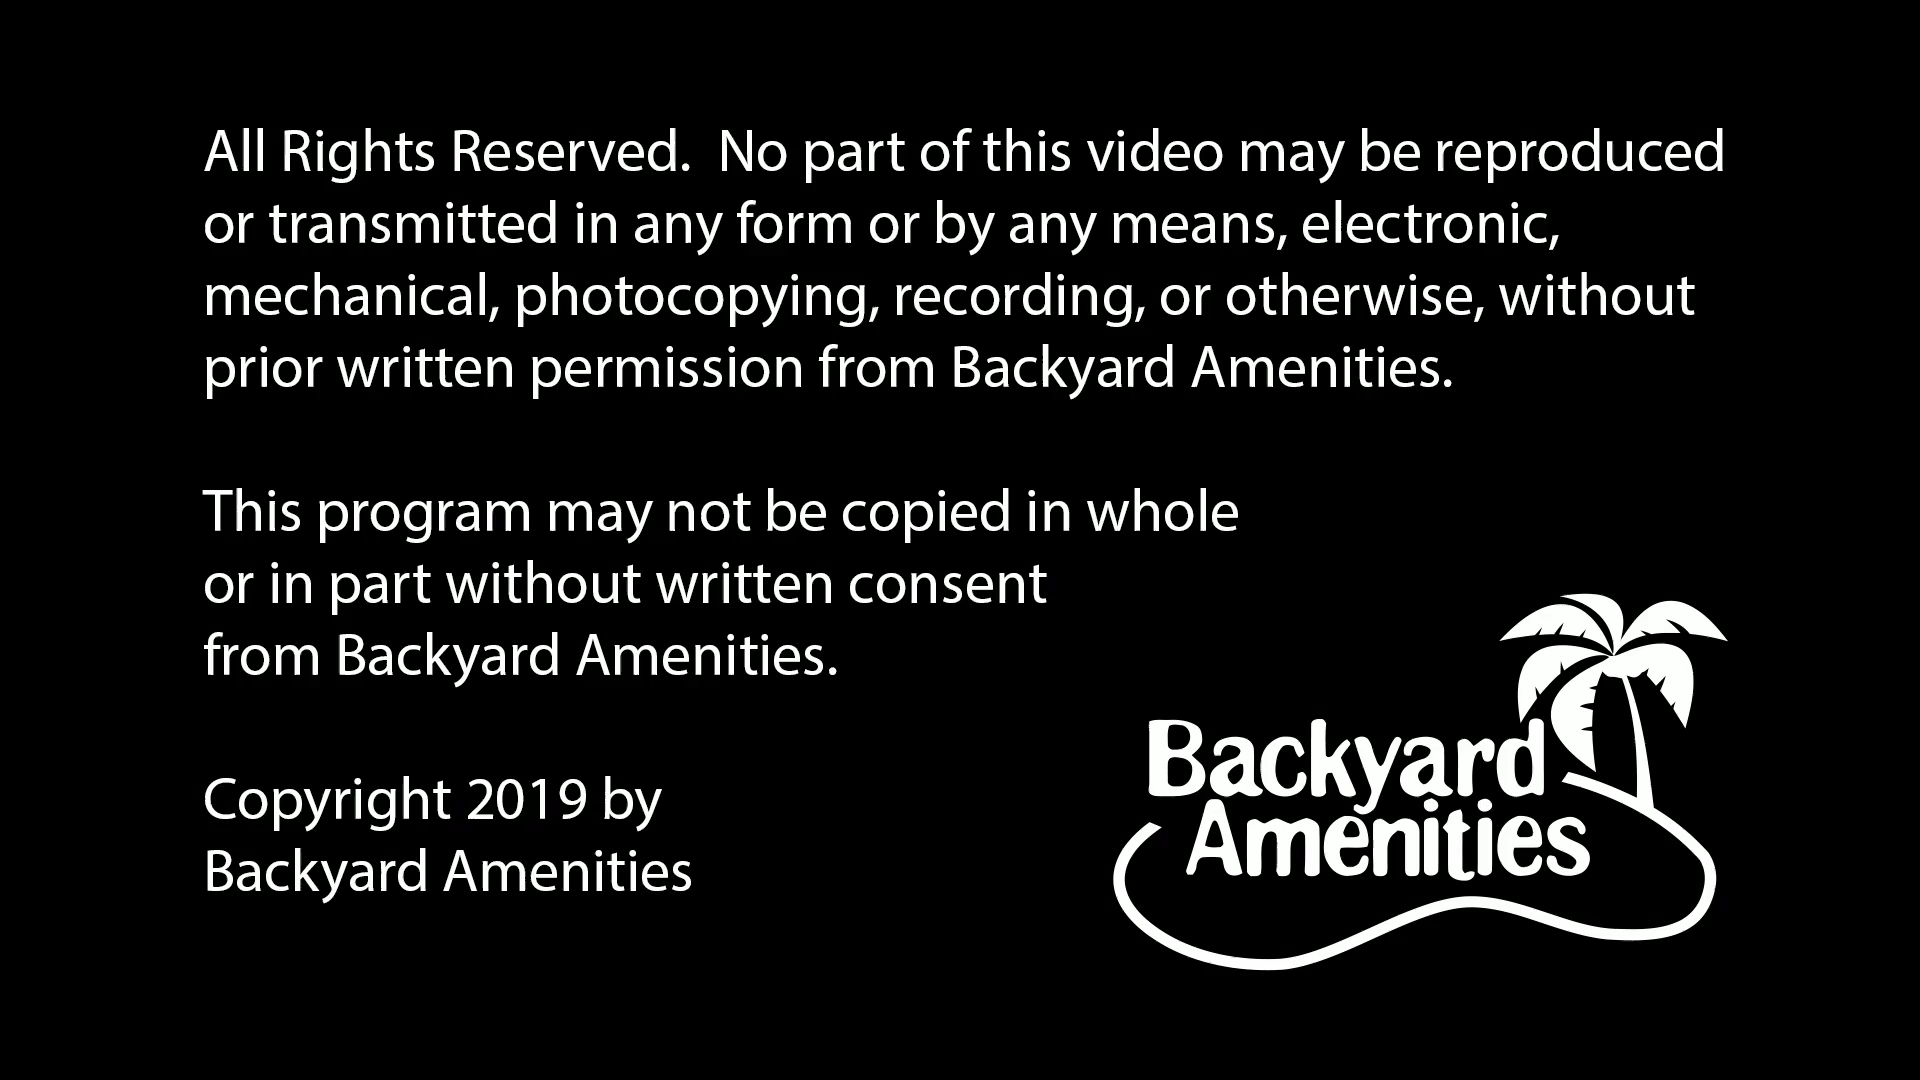 All Rights Reserved.  No part of this video may be reproduced
or transmitted in any form or by any means, electronic,
mechanical, photocopying, recording, or otherwise, without
prior written permission from Backyard Amenities.
This program may not be copied in whole
or in part without written consent
from Backyard Amenities.
Copyright 2019 by
Backyard Amenities
Backyard
Amenities